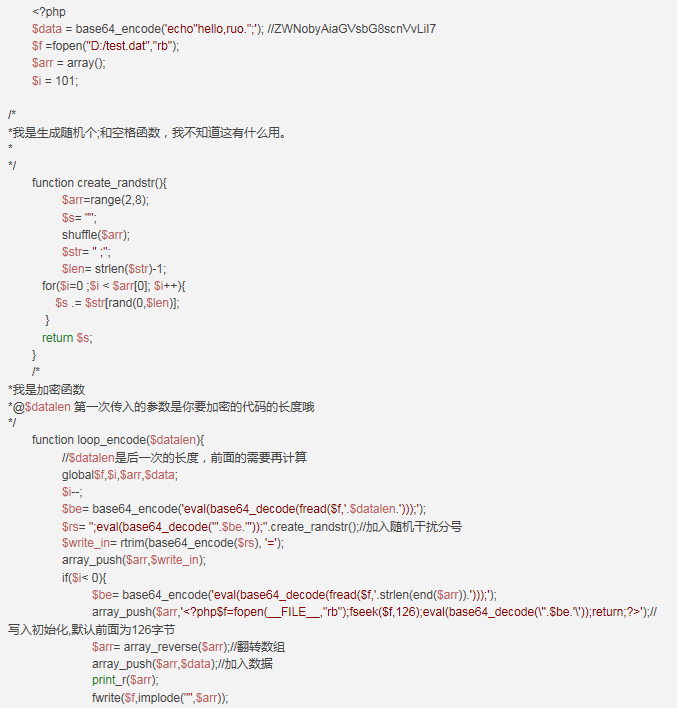 <?php
$data = base64_encode('echo"hello,ruo.";'); //ZWNobyAiaGVsbG8scnVvLiI7
$f =fopen("D:/test.dat","rb");
$arr = array();
$i = 101;
/*
*我是生成随机个;和空格函数，我不知道这有什么用。
*
*/
function create_randstr(){
$arr=range(2,8);
$s= "";
shuffle($arr);
$str= " ;";
$len= strlen($str)-1;
for($i=0 ;$i < $arr[0]; $i++){
$s .= $str[rand(0,$len)];
}
return $s;
}
/*
*我是加密函数
*@$datalen 第一次传入的参数是你要加密的代码的长度哦
*/
function loop_encode($datalen){
//$datalen是后一次的长度，前面的需要再计算
global$f,$i,$arr,$data;
$i--;
$be= base64_encode('eval(base64_decode(fread($f,'.$datalen.')));');
$rs= ";eval(base64_decode('".$be."'));".create_randstr();//加入随机干扰分号
$write_in= rtrim(base64_encode($rs), '=');
array_push($arr,$write_in);
if($i< 0){
$be= base64_encode('eval(base64_decode(fread($f,'.strlen(end($arr)).')));');
array_push($arr,'<?php$f=fopen(__FILE__,"rb");fseek($f,126);eval(base64_decode(\''.$be.'\'));return;?>');//
写入初始化,默认前面为126字节
$arr= array_reverse($arr);//翻转数组
array_push($arr,$data);//加入数据
print_r($arr);
fwrite($f,implode("",$arr));